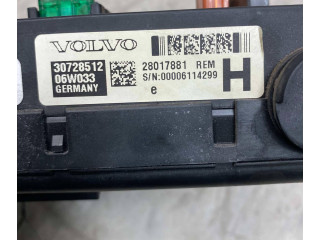 VOLVO
30728512
06W033
GERMANY
28017881 REM
S/N:00006114299
e
H